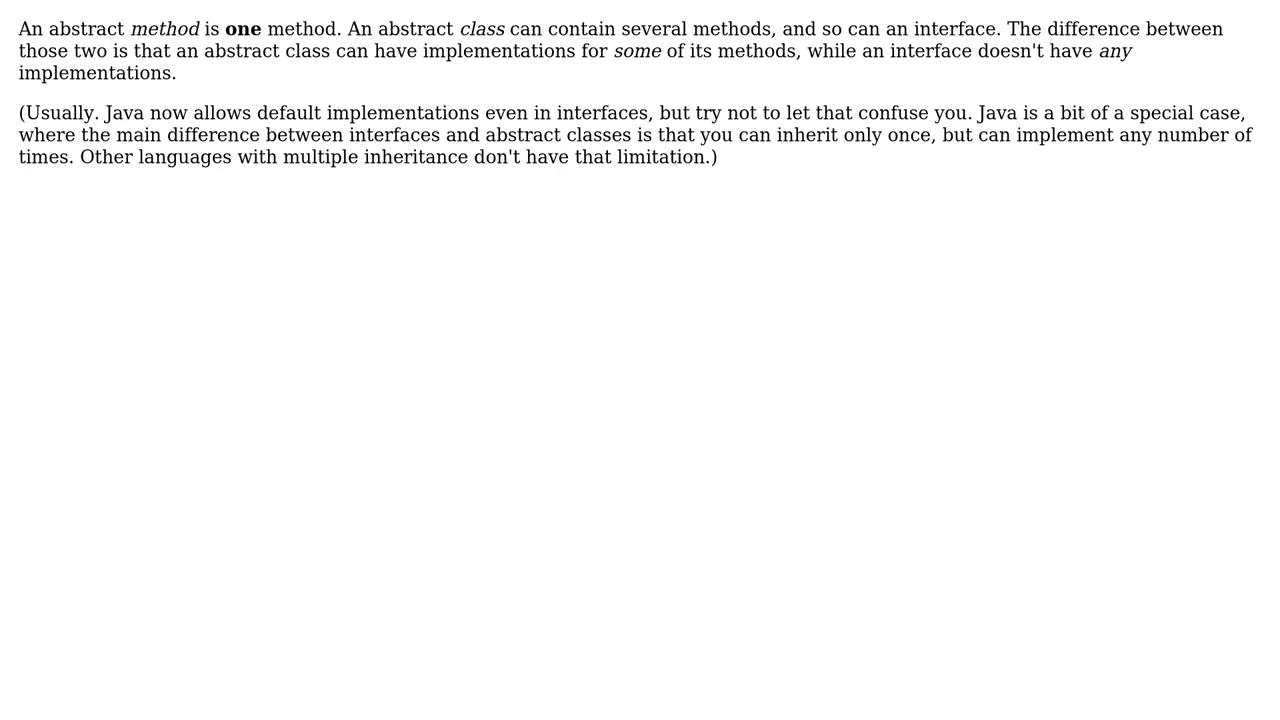 An abstract method is one method. An abstract class can contain several methods, and so can an interface. The difference between
those two is that an abstract class can have implementations for some of its methods, while an interface doesn't have any
implementations.
(Usually. Java now allows default implementations even in interfaces, but try not to let that confuse you. Java is a bit of a special case,
where the main difference between interfaces and abstract classes is that you can inherit only once, but can implement any number of
times. Other languages with multiple inheritance don't have that limitation.)